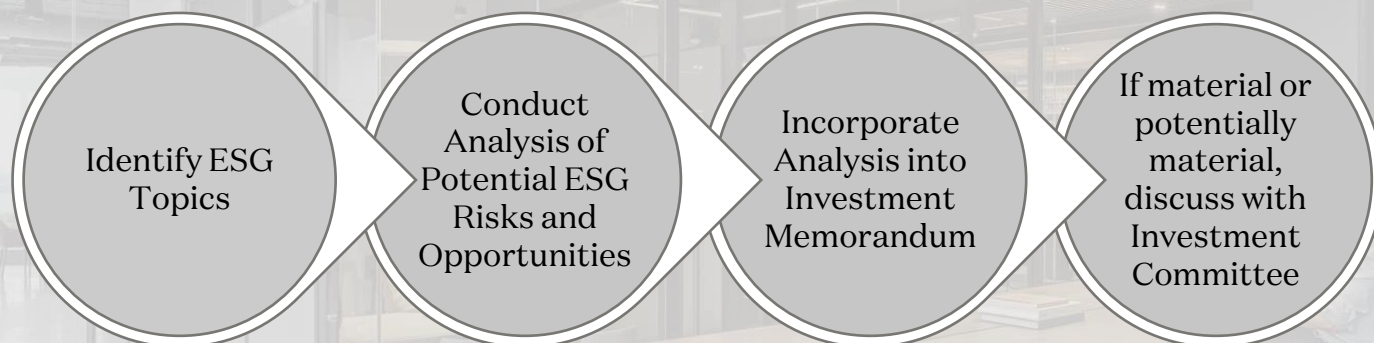 Identify ESG
Topics
Conduct
Analysis of
Potential ESG
Risks and
Opportunities
Incorporate
Analysis into
Investment
Memorandum
If material or
potentially
material,
discuss with
Investment
Committee